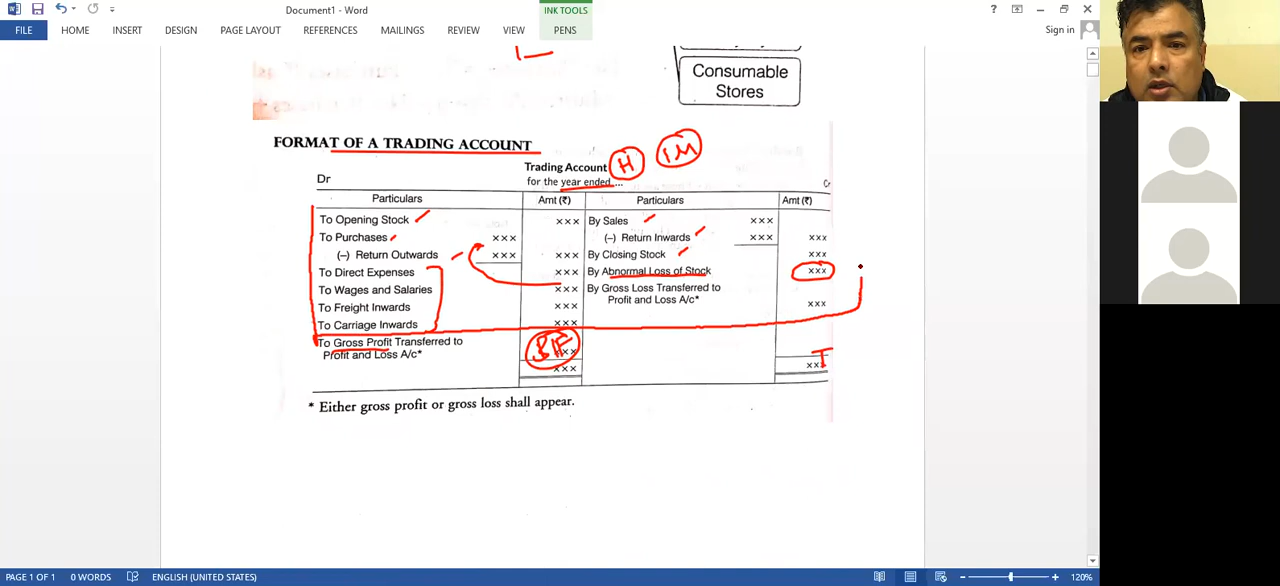 Document1 - Word
INK TOOLS
?
FILE HOME INSERT DESIGN PAGE LAYOUT REFERENCES MAILINGS REVIEW VIEW PENS Sign in
Consumable
Stores
FORMAT OF A TRADING ACCOUNT
Trading Account H IM
for the year ended....
Dr
Particulars Amt (₹) Particulars Amt (₹)
To Opening Stock ××× By Sales ×××
To Purchases ××× (–) Return Inwards ××× ×××
(–) Return Outwards ××× ××× By Closing Stock ×××
To Direct Expenses ××× By Abnormal Loss of Stock ×××
To Wages and Salaries ××× By Gross Loss Transferred to
Profit and Loss A/c* ×××
To Freight Inwards ×××
To Carriage Inwards ×××
To Gross Profit Transferred to
Profit and Loss A/c*
××× T
* Either gross profit or gross loss shall appear.
PAGE 1 OF 1 0 WORDS ENGLISH (UNITED STATES) 120%